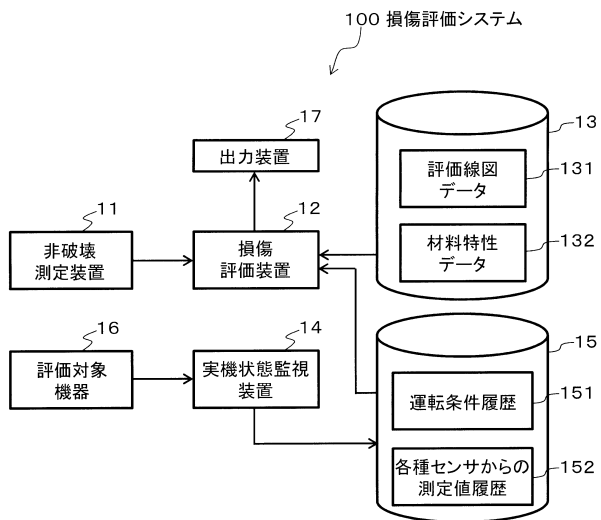 100 損傷評価システム
17
出力装置
13
評価線図
データ
131
材料特性
データ
132
11
非破壊
測定装置
12
損傷
評価装置
16
評価対象
機器
14
実機状態監視
装置
15
運転条件履歴
151
各種センサからの
測定値履歴
152